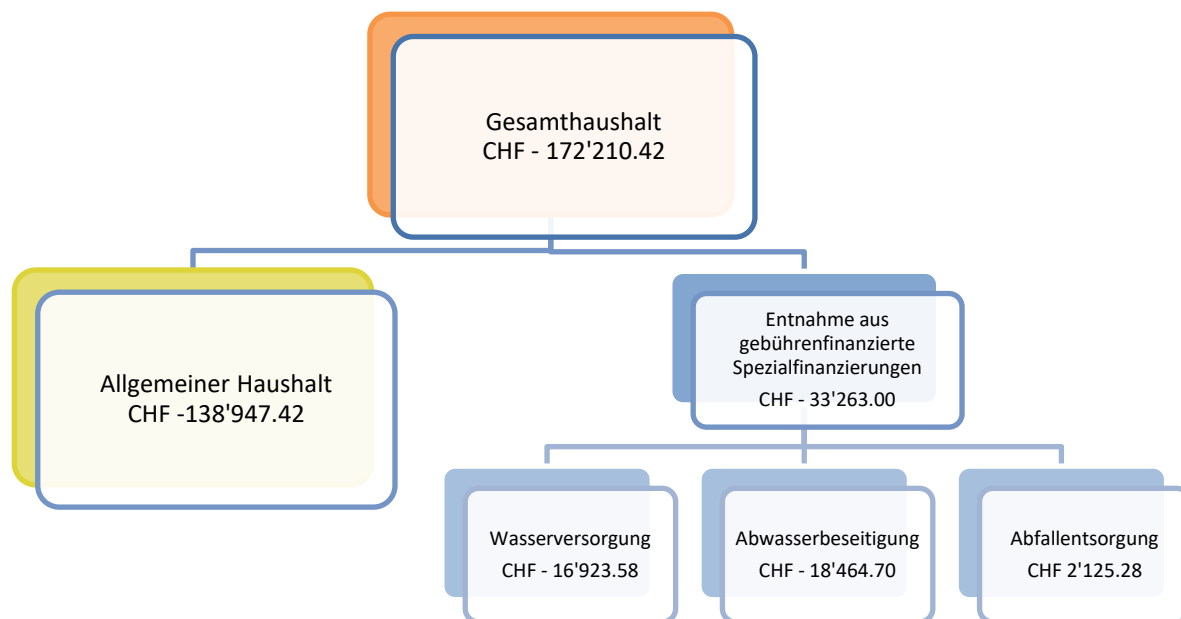 Gesamthaushalt
CHF - 172'210.42
Allgemeiner Haushalt
CHF -138'947.42
Entnahme aus
gebührenfinanzierte
Spezialfinanzierungen
CHF - 33'263.00
Wasserversorgung
CHF - 16'923.58
Abwasserbeseitigung
CHF - 18'464.70
Abfallentsorgung
CHF 2'125.28